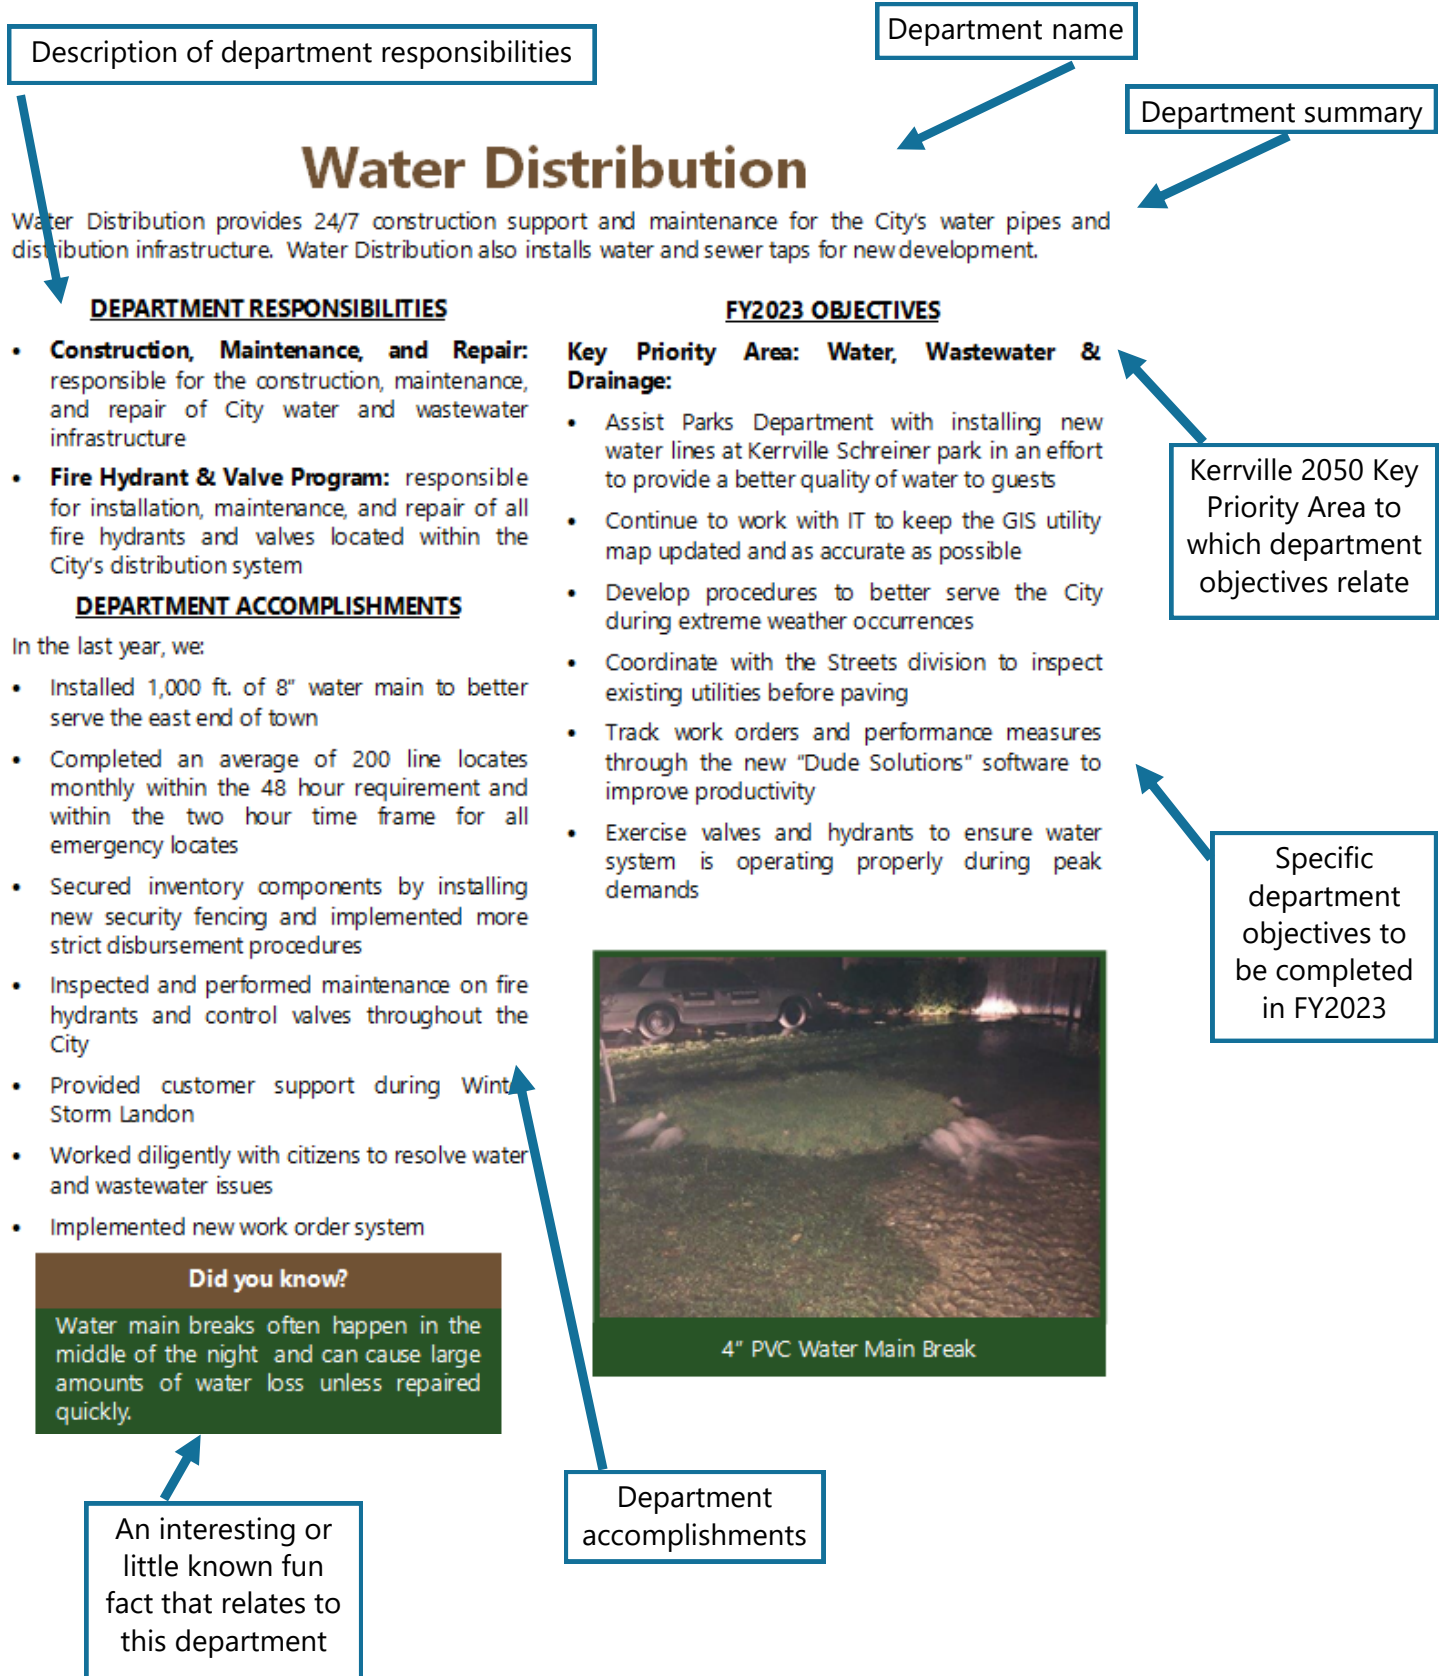 Description of department responsibilities
Department name
Department summary
Water Distribution
Water Distribution provides 24/7 construction support and maintenance for the City's water pipes and
distribution infrastructure. Water Distribution also installs water and sewer taps for new development.
DEPARTMENT RESPONSIBILITIES
• Construction, Maintenance, and Repair:
responsible for the construction, maintenance,
and repair of City water and wastewater
infrastructure
• Fire Hydrant & Valve Program: responsible
for installation, maintenance, and repair of all
fire hydrants and valves located within the
City's distribution system
DEPARTMENT ACCOMPLISHMENTS
In the last year, we:
• Installed 1,000 ft. of 8" water main to better
serve the east end of town
• Completed an average of 200 line locates
monthly within the 48 hour requirement and
within the two hour time frame for all
emergency locates
• Secured inventory components by installing
new security fencing and implemented more
strict disbursement procedures
• Inspected and performed maintenance on fire
hydrants and control valves throughout the
City
• Provided customer support during Winter
Storm Landon
• Worked diligently with citizens to resolve water
and wastewater issues
• Implemented new work order system
Did you know?
Water main breaks often happen in the
middle of the night and can cause large
amounts of water loss unless repaired
quickly.
An interesting or
little known fun
fact that relates to
this department
FY2023 OBJECTIVES
Key Priority Area: Water, Wastewater &
Drainage:
• Assist Parks Department with installing new
water lines at Kerrville Schreiner park in an effort
to provide a better quality of water to guests
• Continue to work with IT to keep the GIS utility
map updated and as accurate as possible
• Develop procedures to better serve the City
during extreme weather occurrences
• Coordinate with the Streets division to inspect
existing utilities before paving
• Track work orders and performance measures
through the new "Dude Solutions" software to
improve productivity
• Exercise valves and hydrants to ensure water
system is operating properly during peak
demands
4" PVC Water Main Break
Department
accomplishments
Kerrville 2050 Key
Priority Area to
which department
objectives relate
Specific
department
objectives to
be completed
in FY2023